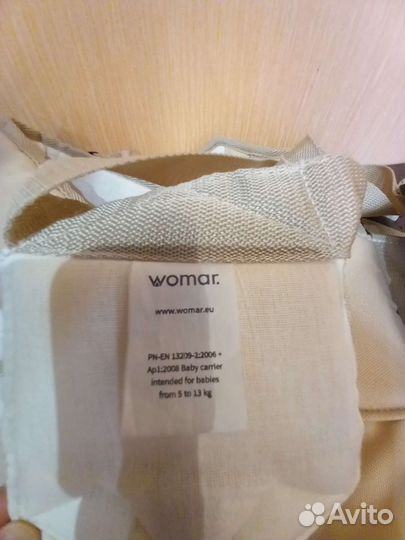 womar.
www.womar.eu
PN-EN 13209-2:2006 +
Ap1:2008 Baby carrier
intended for babies
from 5 to 13 kg
Avito